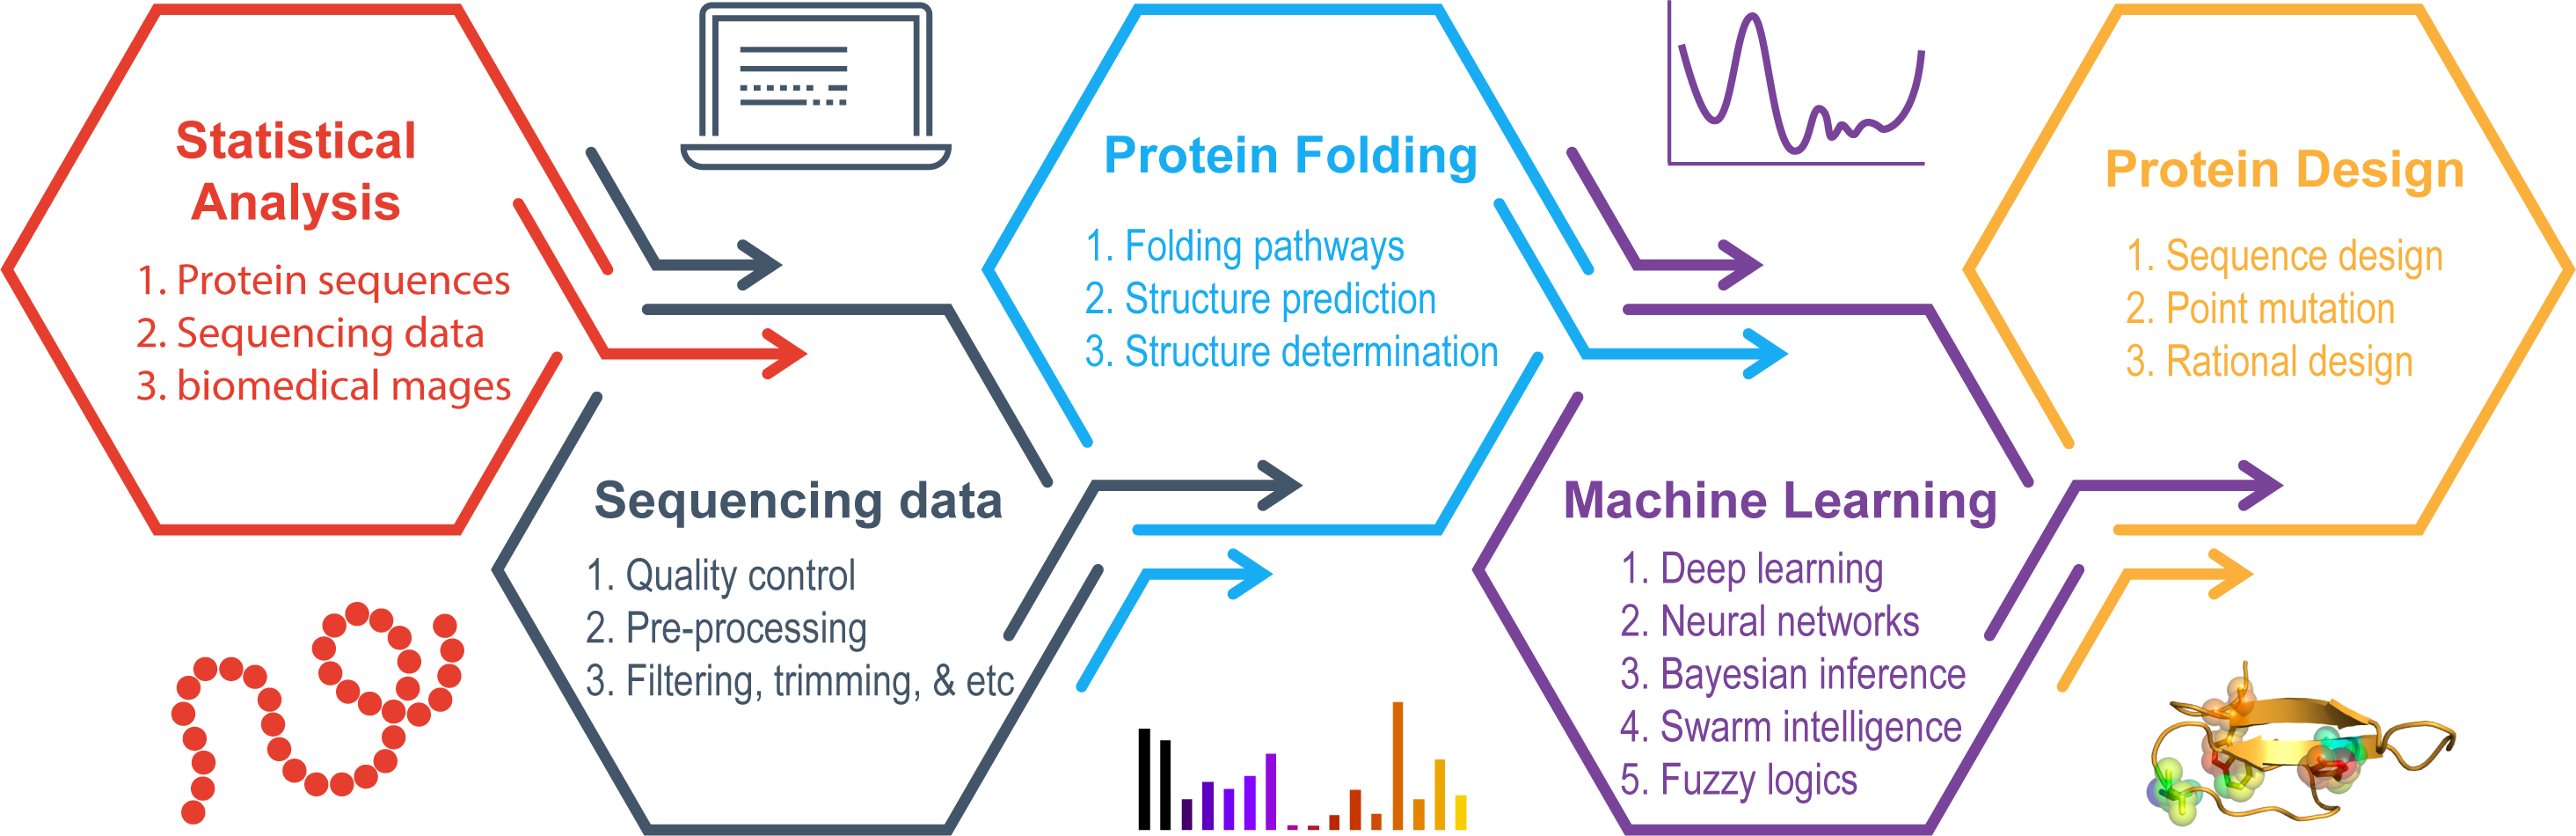 Statistical
Analysis
1. Protein sequences
2. Sequencing data
3. biomedical mages
Sequencing data
1. Quality control
2. Pre-processing
3. Filtering, trimming, & etc
Protein Folding
1. Folding pathways
2. Structure prediction
3. Structure determination
Machine Learning
1. Deep learning
2. Neural networks
3. Bayesian inference
4. Swarm intelligence
5. Fuzzy logics
Protein Design
1. Sequence design
2. Point mutation
3. Rational design